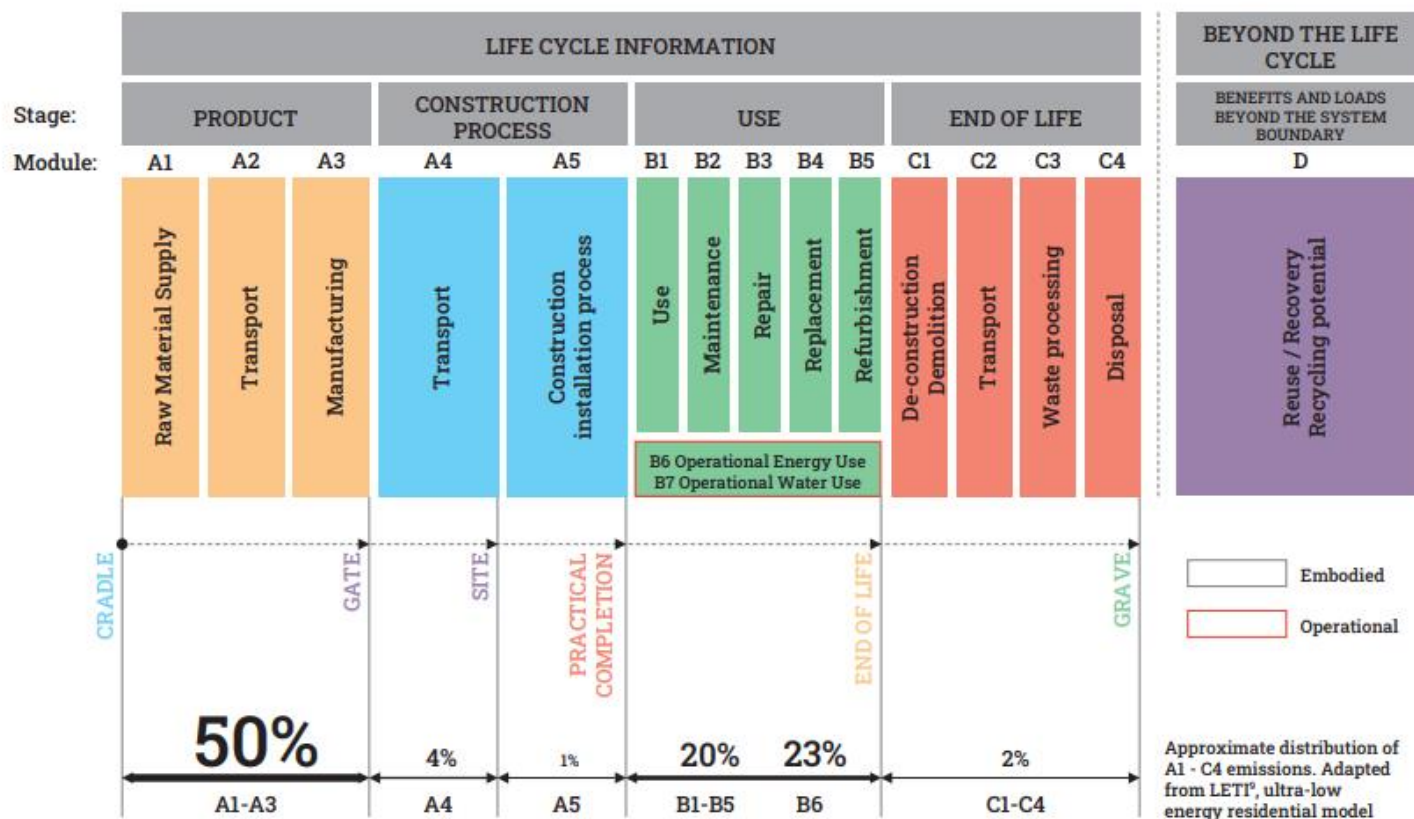 LIFE CYCLE INFORMATION
BEYOND THE LIFE
CYCLE
Stage:
PRODUCT
CONSTRUCTION
PROCESS
USE
END OF LIFE
BENEFITS AND LOADS
BEYOND THE SYSTEM
BOUNDARY
Module:
A1
A2
A3
A4
A5
B1
B2
B3
B4
B5
C1
C2
C3
C4
D
Raw Material Supply
Transport
Manufacturing
Transport
Construction
installation process
Use
Maintenance
Repair
Replacement
Refurbishment
De-construction
Demolition
Transport
Waste processing
Disposal
Reuse / Recovery
Recycling potential
B6 Operational Energy Use
B7 Operational Water Use
CRADLE
GATE
SITE
PRACTICAL
COMPLETION
END OF LIFE
GRAVE
Embodied
Operational
50%
4%
1%
20%
23%
2%
A1-A3
A4
A5
B1-B5
B6
C1-C4
Approximate distribution of
A1 - C4 emissions. Adapted
from LETI⁹, ultra-low
energy residential model